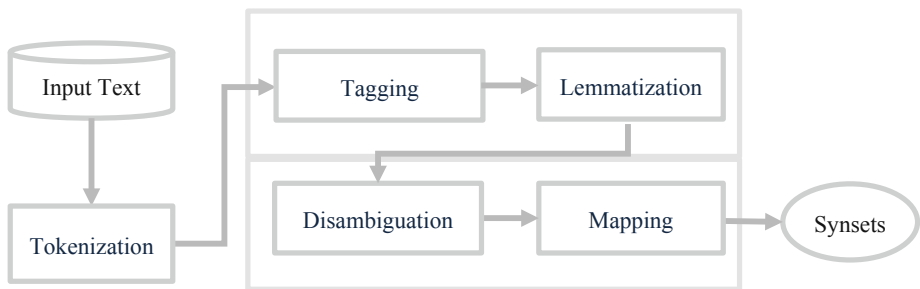 Input Text
Tokenization
Tagging
Lemmatization
Disambiguation
Mapping
Synsets